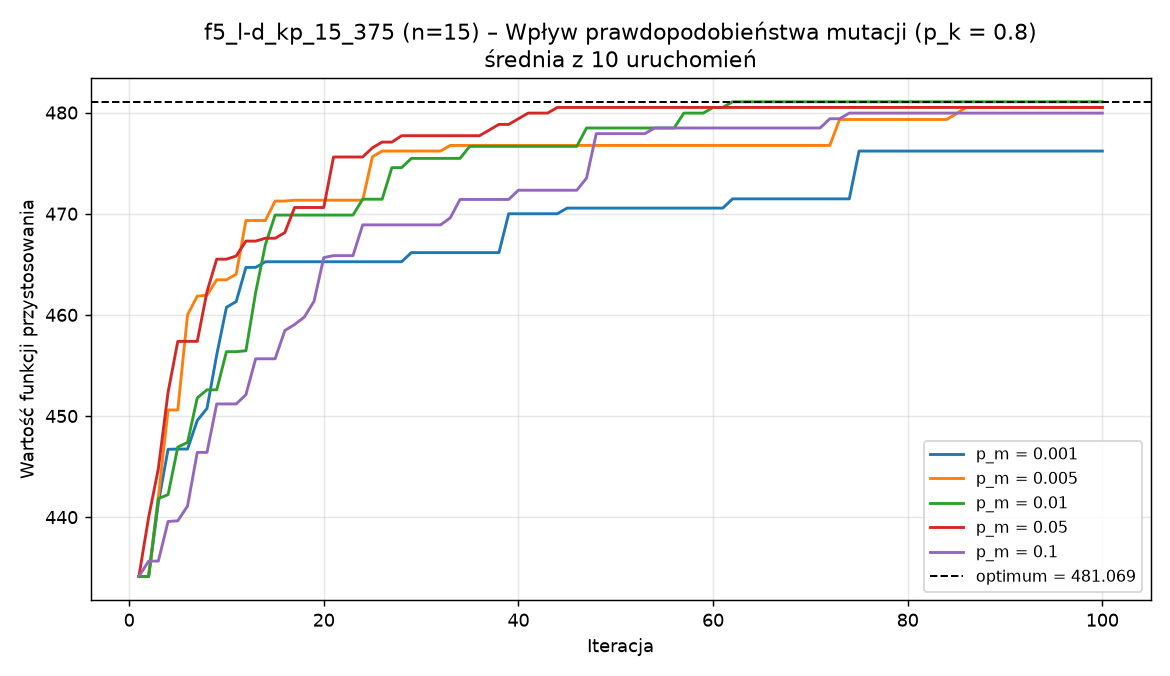 f5_l-d_kp_15_375 (n=15) – Wpływ prawdopodobieństwa mutacji (p_k = 0.8)
średnia z 10 uruchomień
Wartość funkcji przystosowania
480
470
460
450
440
0 20 40 60 80 100
Iteracja
p_m = 0.001
p_m = 0.005
p_m = 0.01
p_m = 0.05
p_m = 0.1
optimum = 481.069